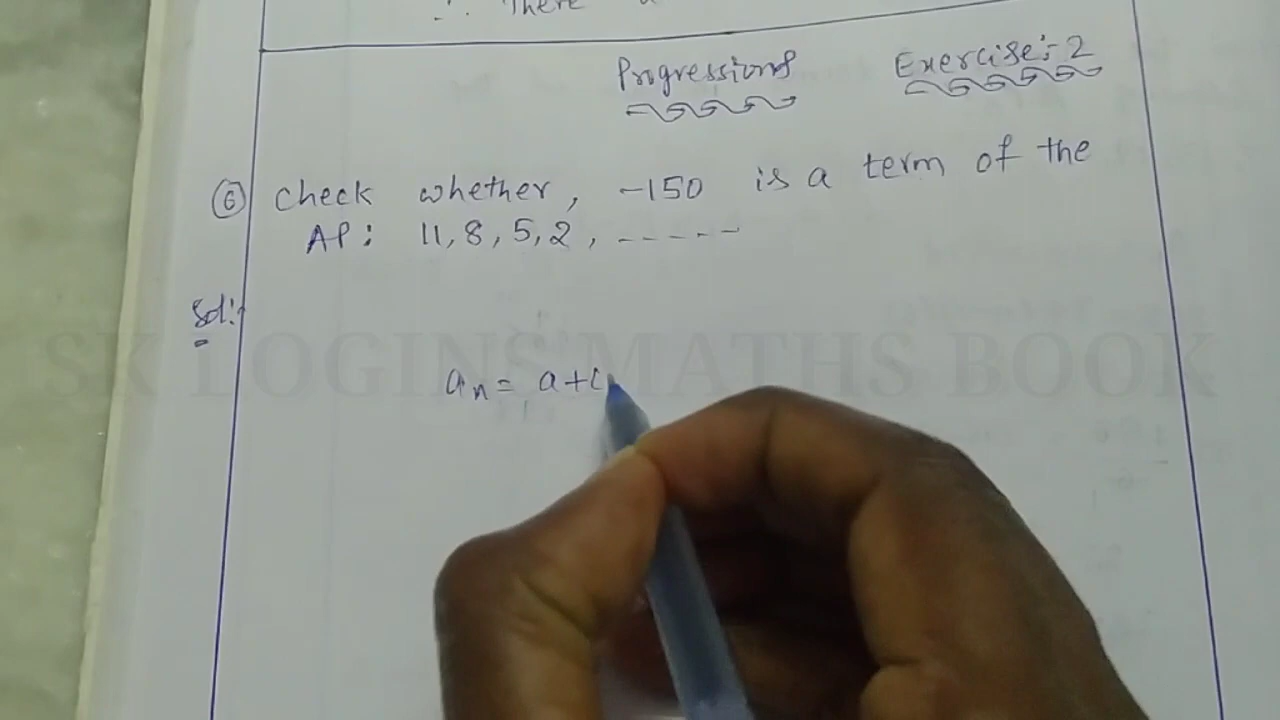 ∴ There
Progressions Exercise:- 2
⑥ Check whether, -150 is a term of the
AP: 11, 8, 5, 2, -----
Sol:-
SK LOGINS MATHS BOOK
aₙ = a+(